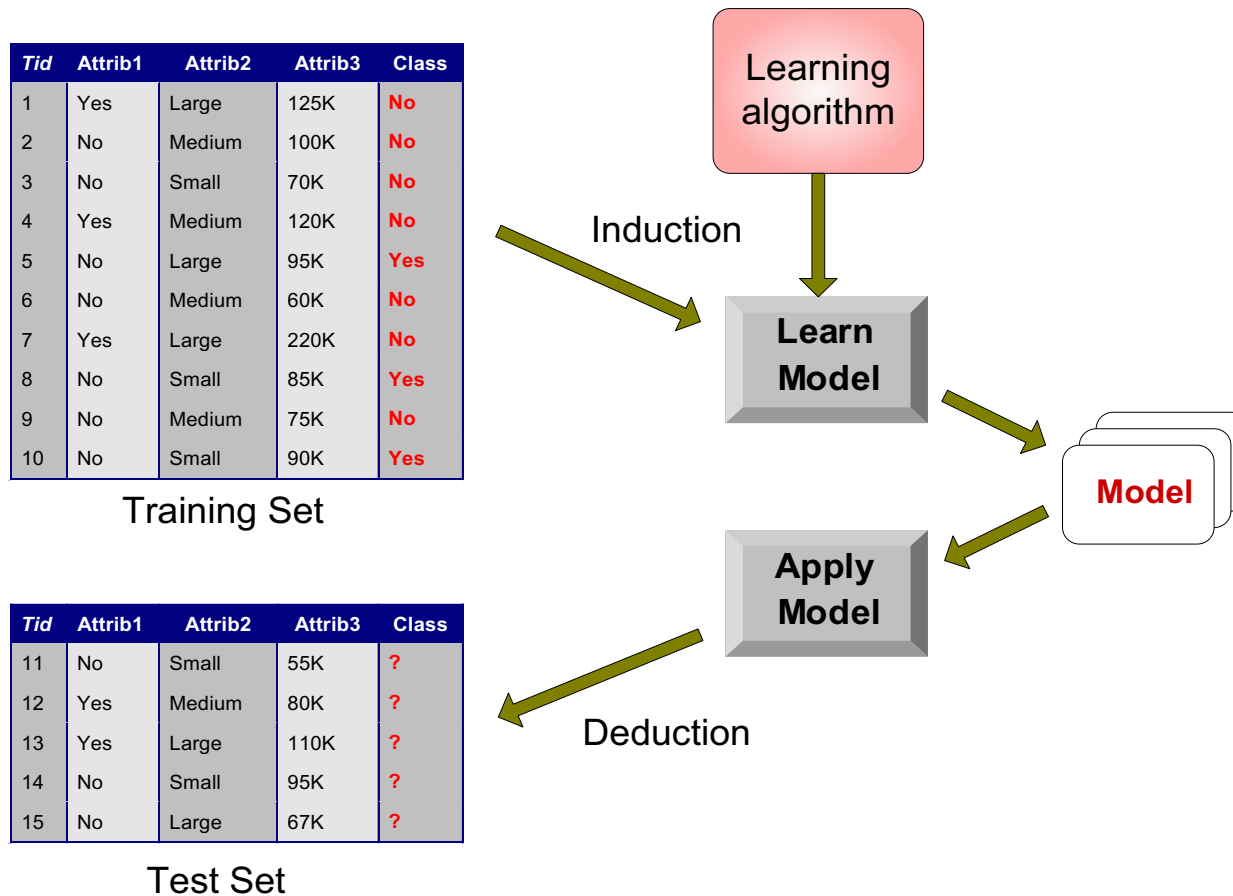 Tid Attrib1 Attrib2 Attrib3 Class
1 Yes Large 125K No
2 No Medium 100K No
3 No Small 70K No
4 Yes Medium 120K No
5 No Large 95K Yes
6 No Medium 60K No
7 Yes Large 220K No
8 No Small 85K Yes
9 No Medium 75K No
10 No Small 90K Yes
Training Set
Learning
algorithm
Induction
Learn
Model
Model
Apply
Model
Deduction
Tid Attrib1 Attrib2 Attrib3 Class
11 No Small 55K ?
12 Yes Medium 80K ?
13 Yes Large 110K ?
14 No Small 95K ?
15 No Large 67K ?
Test Set